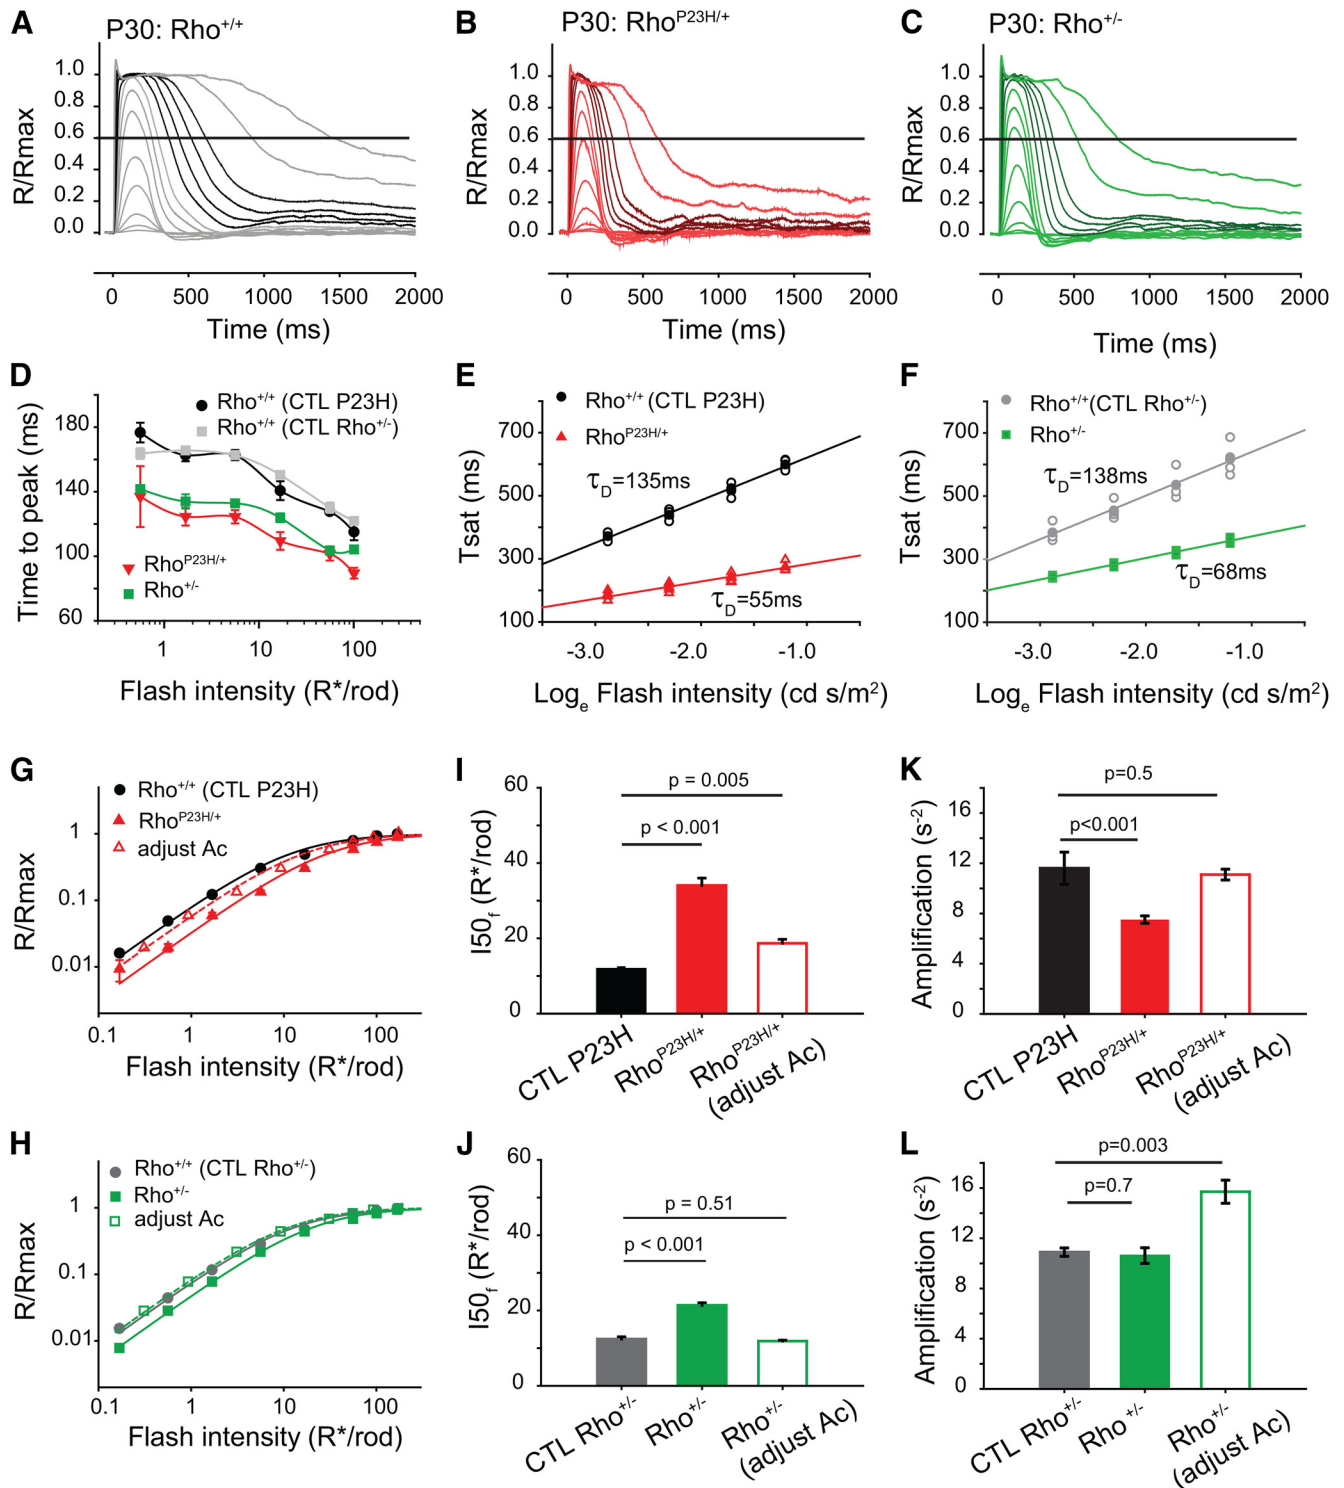 A
P30: Rho+/+
1.0
0.8
0.6
0.4
0.2
0.0
R/Rmax
0 500 1000 1500 2000
Time (ms)
B
P30: RhoP23H/+
1.0
0.8
0.6
0.4
0.2
0.0
R/Rmax
0 500 1000 1500 2000
Time (ms)
C
P30: Rho+/-
1.0
0.8
0.6
0.4
0.2
0.0
R/Rmax
0 500 1000 1500 2000
Time (ms)
D
Rho+/+ (CTL P23H)
Rho+/+ (CTL Rho+/-)
RhoP23H/+
Rho+/-
180
140
100
60
Time to peak (ms)
1 10 100
Flash intensity (R*/rod)
E
Rho+/+ (CTL P23H)
RhoP23H/+
700
500
300
100
Tsat (ms)
τD=135ms
τD=55ms
-3.0 -2.0 -1.0
Loge Flash intensity (cd s/m2)
F
Rho+/+(CTL Rho+/-)
Rho+/-
700
500
300
100
Tsat (ms)
τD=138ms
τD=68ms
-3.0 -2.0 -1.0
Loge Flash intensity (cd s/m2)
G
Rho+/+ (CTL P23H)
RhoP23H/+
adjust Ac
1
0.1
0.01
R/Rmax
0.1 1 10 100
Flash intensity (R*/rod)
I
60
40
20
0
I50f (R*/rod)
p = 0.005
p < 0.001
CTL P23H
RhoP23H/+
RhoP23H/+
(adjust Ac)
K
16
12
8
4
0
Amplification (s-2)
p=0.5
p<0.001
CTL P23H
RhoP23H/+
RhoP23H/+
(adjust Ac)
H
Rho+/+ (CTL Rho+/-)
Rho+/-
adjust Ac
1
0.1
0.01
R/Rmax
0.1 1 10 100
Flash intensity (R*/rod)
J
60
40
20
0
I50f (R*/rod)
p = 0.51
p < 0.001
CTL Rho+/-
Rho+/-
Rho+/-
(adjust Ac)
L
16
12
8
4
0
Amplification (s-2)
p=0.003
p=0.7
CTL Rho+/-
Rho+/-
Rho+/-
(adjust Ac)